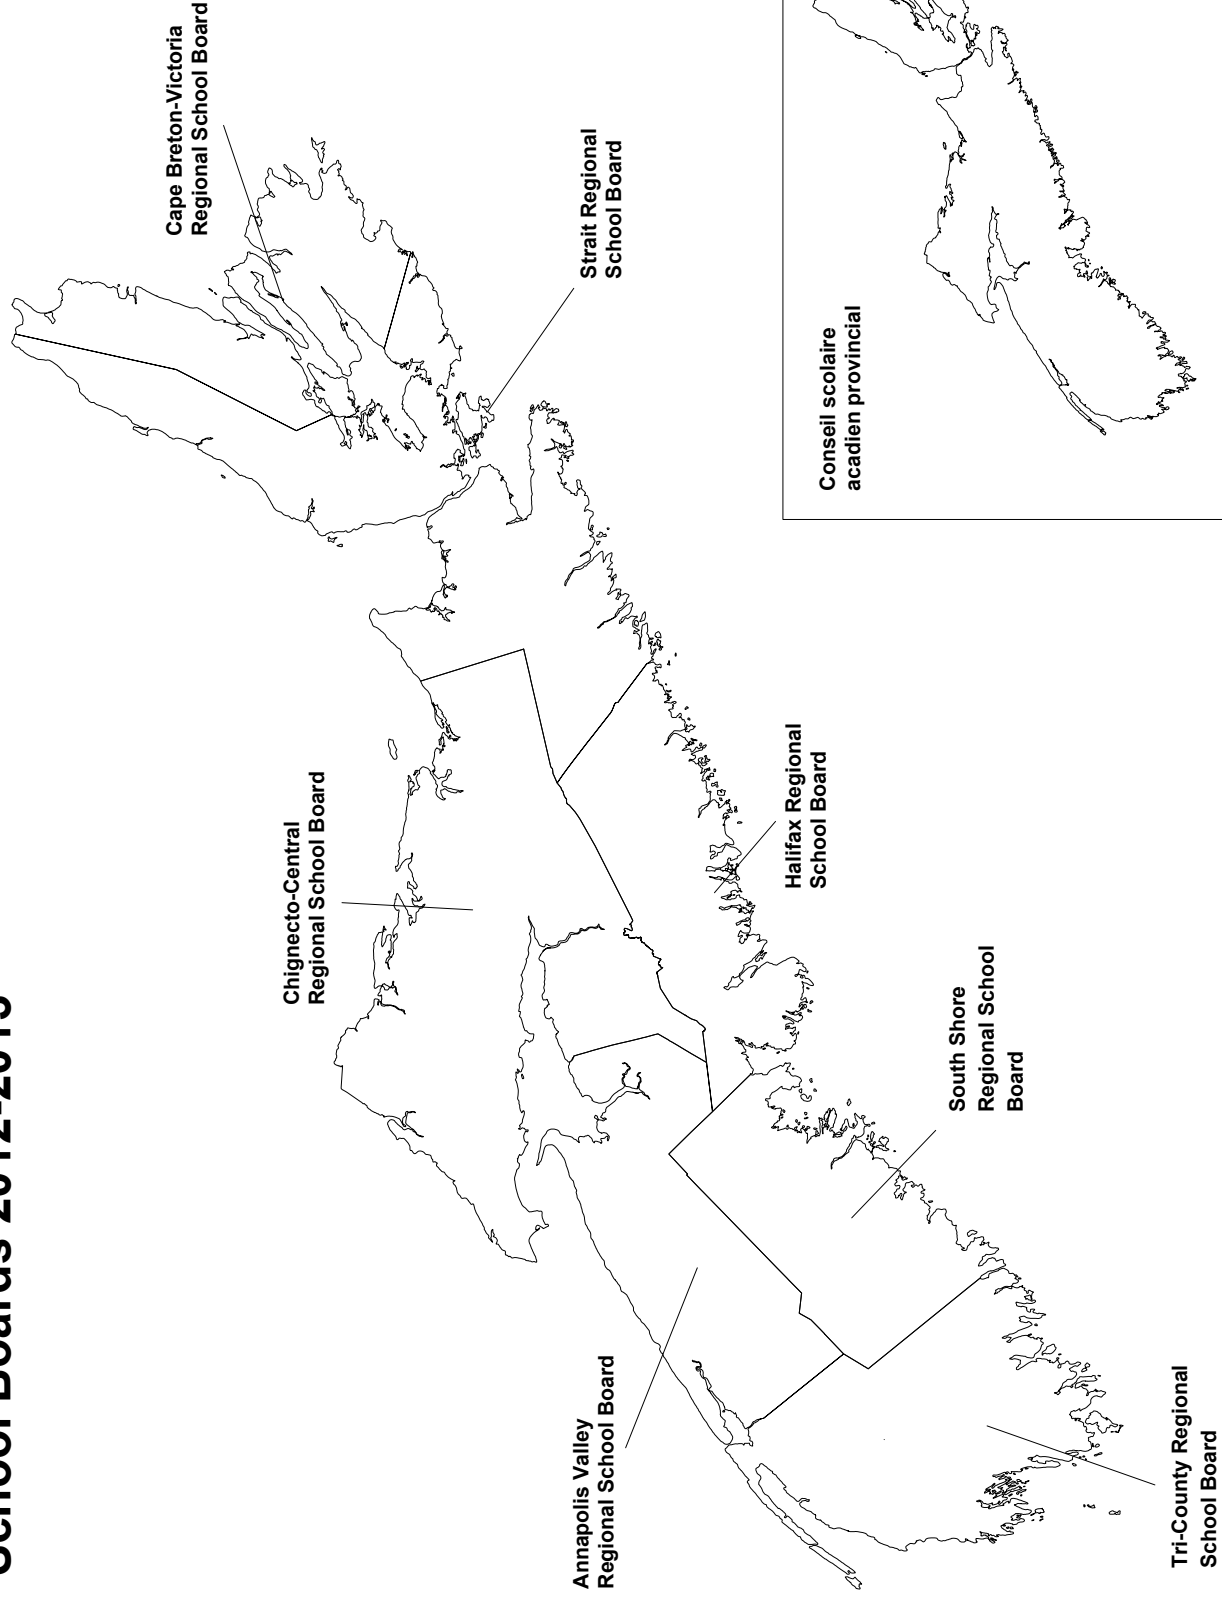 School Boards 2012-2013
Cape Breton-Victoria
Regional School Board
Strait Regional
School Board
Chignecto-Central
Regional School Board
Halifax Regional
School Board
South Shore
Regional School
Board
Annapolis Valley
Regional School Board
Tri-County Regional
School Board
Conseil scolaire
acadien provincial